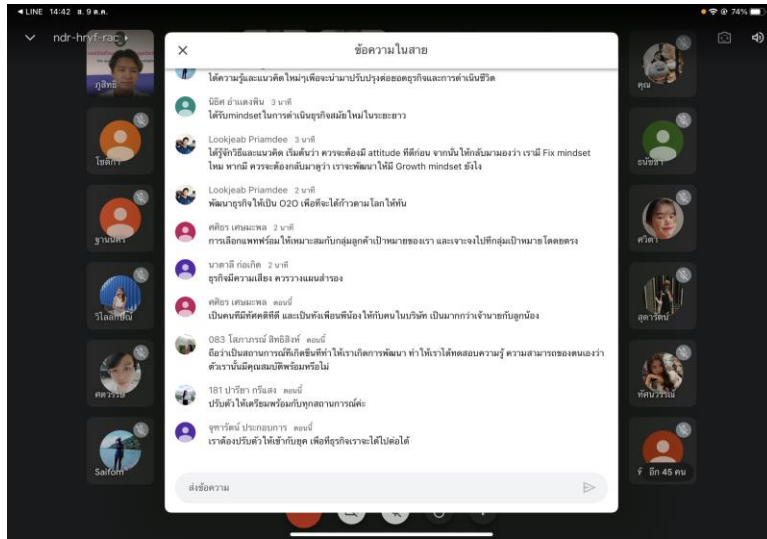 LINE 14:42 อ. 9 ต.ค.
74%
ndr-hryf-rac
ข้อความในสาย
ได้ความรู้และแนวคิดใหม่ๆเพื่อจะนำมาปรับปรุงต่อยอดธุรกิจและการดำเนินชีวิต
นิธิศ อำแดงพิน 3 นาที
ได้รับmindsetในการดำเนินธุรกิจสมัยใหม่ในระยะยาว
Lookjeab Priamdee 3 นาที
ได้รู้จักวิธีและแนวคิด เริ่มต้นว่า ควรจะต้องมี attitude ที่ดีก่อน จากนั้นให้กลับมามองว่า เรามี Fix mindset
ไหม หากมี ควรจะต้องกลับมาดูว่า เราจะพัฒนาให้มี Growth mindset ยังไง
Lookjeab Priamdee 2 นาที
พัฒนาธุรกิจให้เป็น O2O เพื่อที่จะได้ก้าวตามโลกให้ทัน
ศศิธร เศษมะพล 2 นาที
การเลือกแพทฟร์อมให้เหมาะสมกับกลุ่มลูกค้าเป้าหมายของเรา และเจาะจงไปที่กลุ่มเป้าหมายโดดยตรง
นาตาลี ก่อเกิด 2 นาที
ธุรกิจมีความเสี่ยง ควรวางแผนสำรอง
ศศิธร เศษมะพล ตอนนี้
เป็นคนที่มีทัศคติที่ดี และเป็นทั้งเพื่อนพี่น้องให้กับคนในบริษัท เป็นมากกว่าเจ้านายกับลูกน้อง
083 โสภาภรณ์ สิทธิสิงห์ ตอนนี้
ถือว่าเป็นสถานการณ์ที่เกิดขึ้นที่ทำให้เราเกิดการพัฒนา ทำให้เราได้ทดสอบความรู้ ความสามารถของตนเองว่า
ตัวเรานั้นมีคุณสมบัติพร้อมหรือไม่
181 ปาริยา กรีแสง ตอนนี้
ปรับตัวให้เตรียมพร้อมกับทุกสถานการณ์ค่ะ
จุฑารัตน์ ประกอบการ ตอนนี้
เราต้องปรับตัวให้เข้ากับยุค เพื่อที่ธุรกิจเราจะได้ไปต่อได้
ส่งข้อความ
ภูสิทธิ
โชติกา
ฐานันดร
วิไลลักษณ์
ศตวรรษ
Saifom
คุณ
ธนัชชา
ศวิตา
สุดารัตน์
ทัศนวรรณ
อีก 45 คน